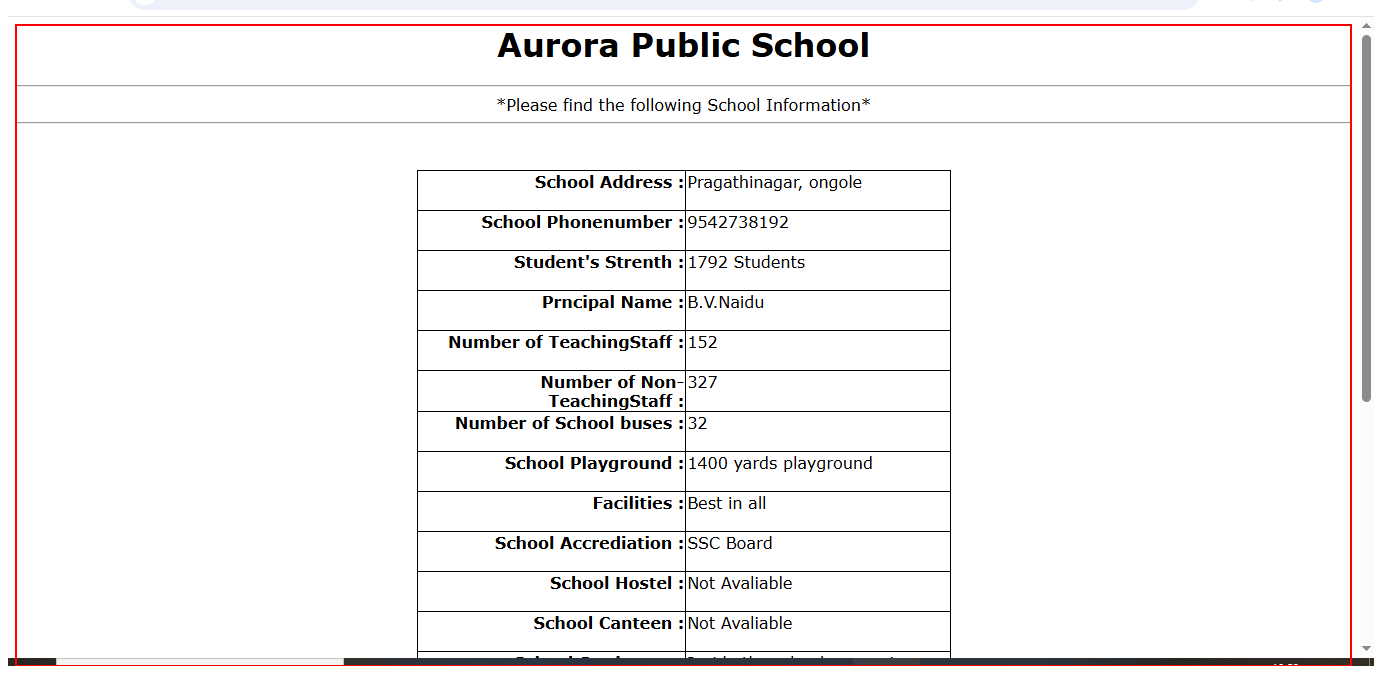 Aurora Public School
*Please find the following School Information*
School Address : Pragathinagar, ongole
School Phonenumber : 9542738192
Student's Strenth : 1792 Students
Prncipal Name : B.V.Naidu
Number of TeachingStaff : 152
Number of Non- 327
TeachingStaff :
Number of School buses : 32
School Playground : 1400 yards playground
Facilities : Best in all
School Accrediation : SSC Board
School Hostel : Not Avaliable
School Canteen : Not Avaliable